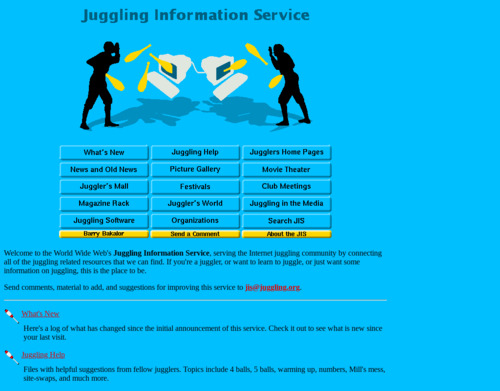 Juggling Information Service
What's New
Juggling Help
Jugglers Home Pages
News and Old News
Picture Gallery
Movie Theater
Juggler's Mall
Festivals
Club Meetings
Magazine Rack
Juggler's World
Juggling in the Media
Juggling Software
Organizations
Search JIS
Barry Bakalor
Send a Comment
About the JIS
Welcome to the World Wide Web's Juggling Information Service, serving the Internet juggling community by connecting
all of the juggling related resources that we can find. If you're a juggler, or want to learn to juggle, or just want some
information on juggling, this is the place to be.
Send comments, material to add, and suggestions for improving this service to jis@juggling.org.
What's New
Here's a log of what has changed since the initial announcement of this service. Check it out to see what is new since
your last visit.
Juggling Help
Files with helpful suggestions from fellow jugglers. Topics include 4 balls, 5 balls, warming up, numbers, Mill's mess,
site-swaps, and much more.